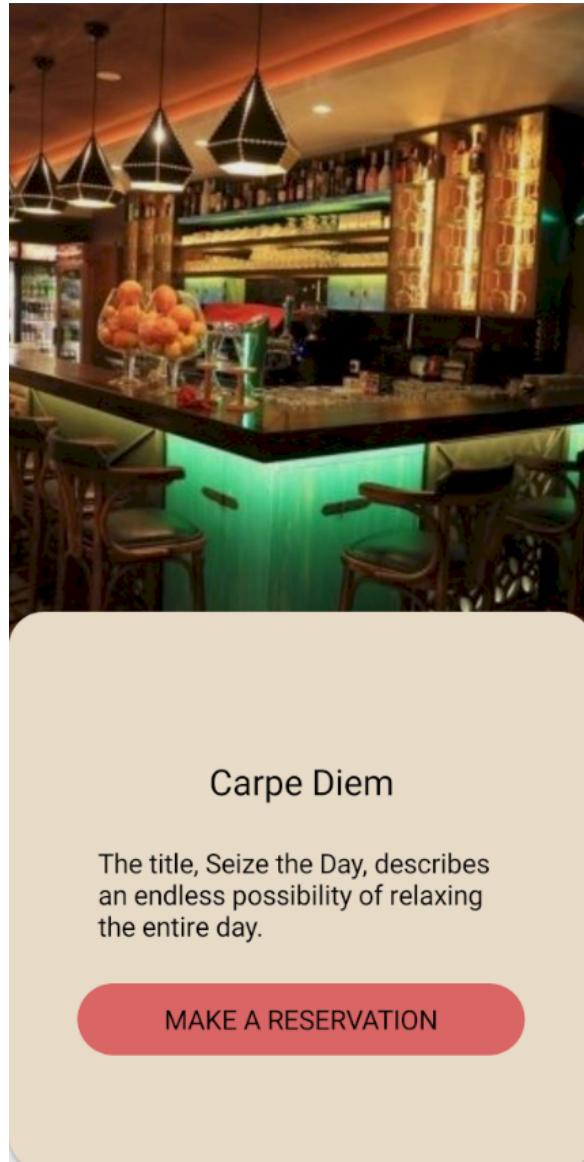 Carpe Diem
The title, Seize the Day, describes
an endless possibility of relaxing
the entire day.
MAKE A RESERVATION